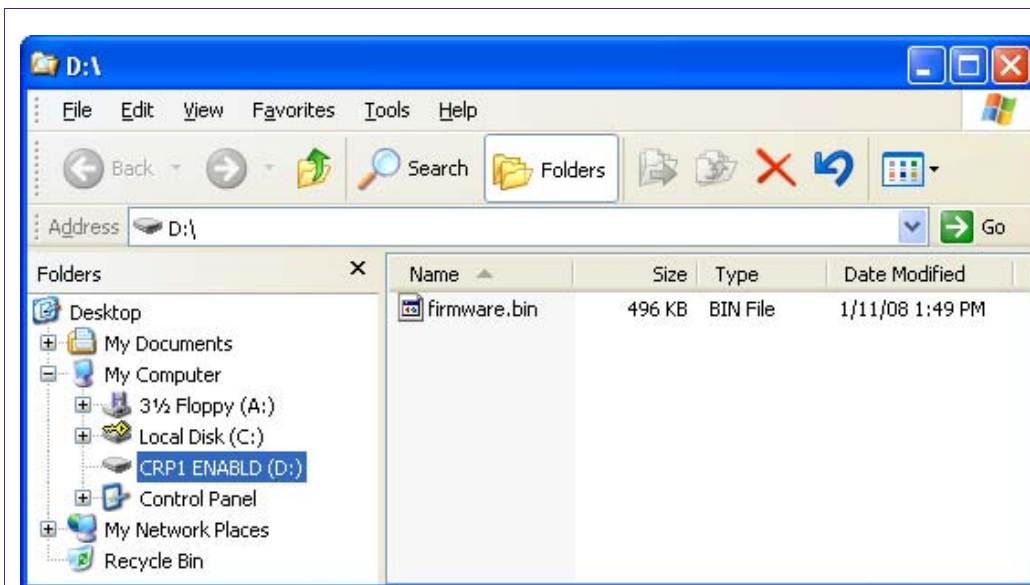 D:\
File Edit View Favorites Tools Help
Back Search Folders
Address D:\ Go
Folders
Name Size Type Date Modified
firmware.bin 496 KB BIN File 1/11/08 1:49 PM
Desktop
My Documents
My Computer
3½ Floppy (A:)
Local Disk (C:)
CRP1 ENABLD (D:)
Control Panel
My Network Places
Recycle Bin